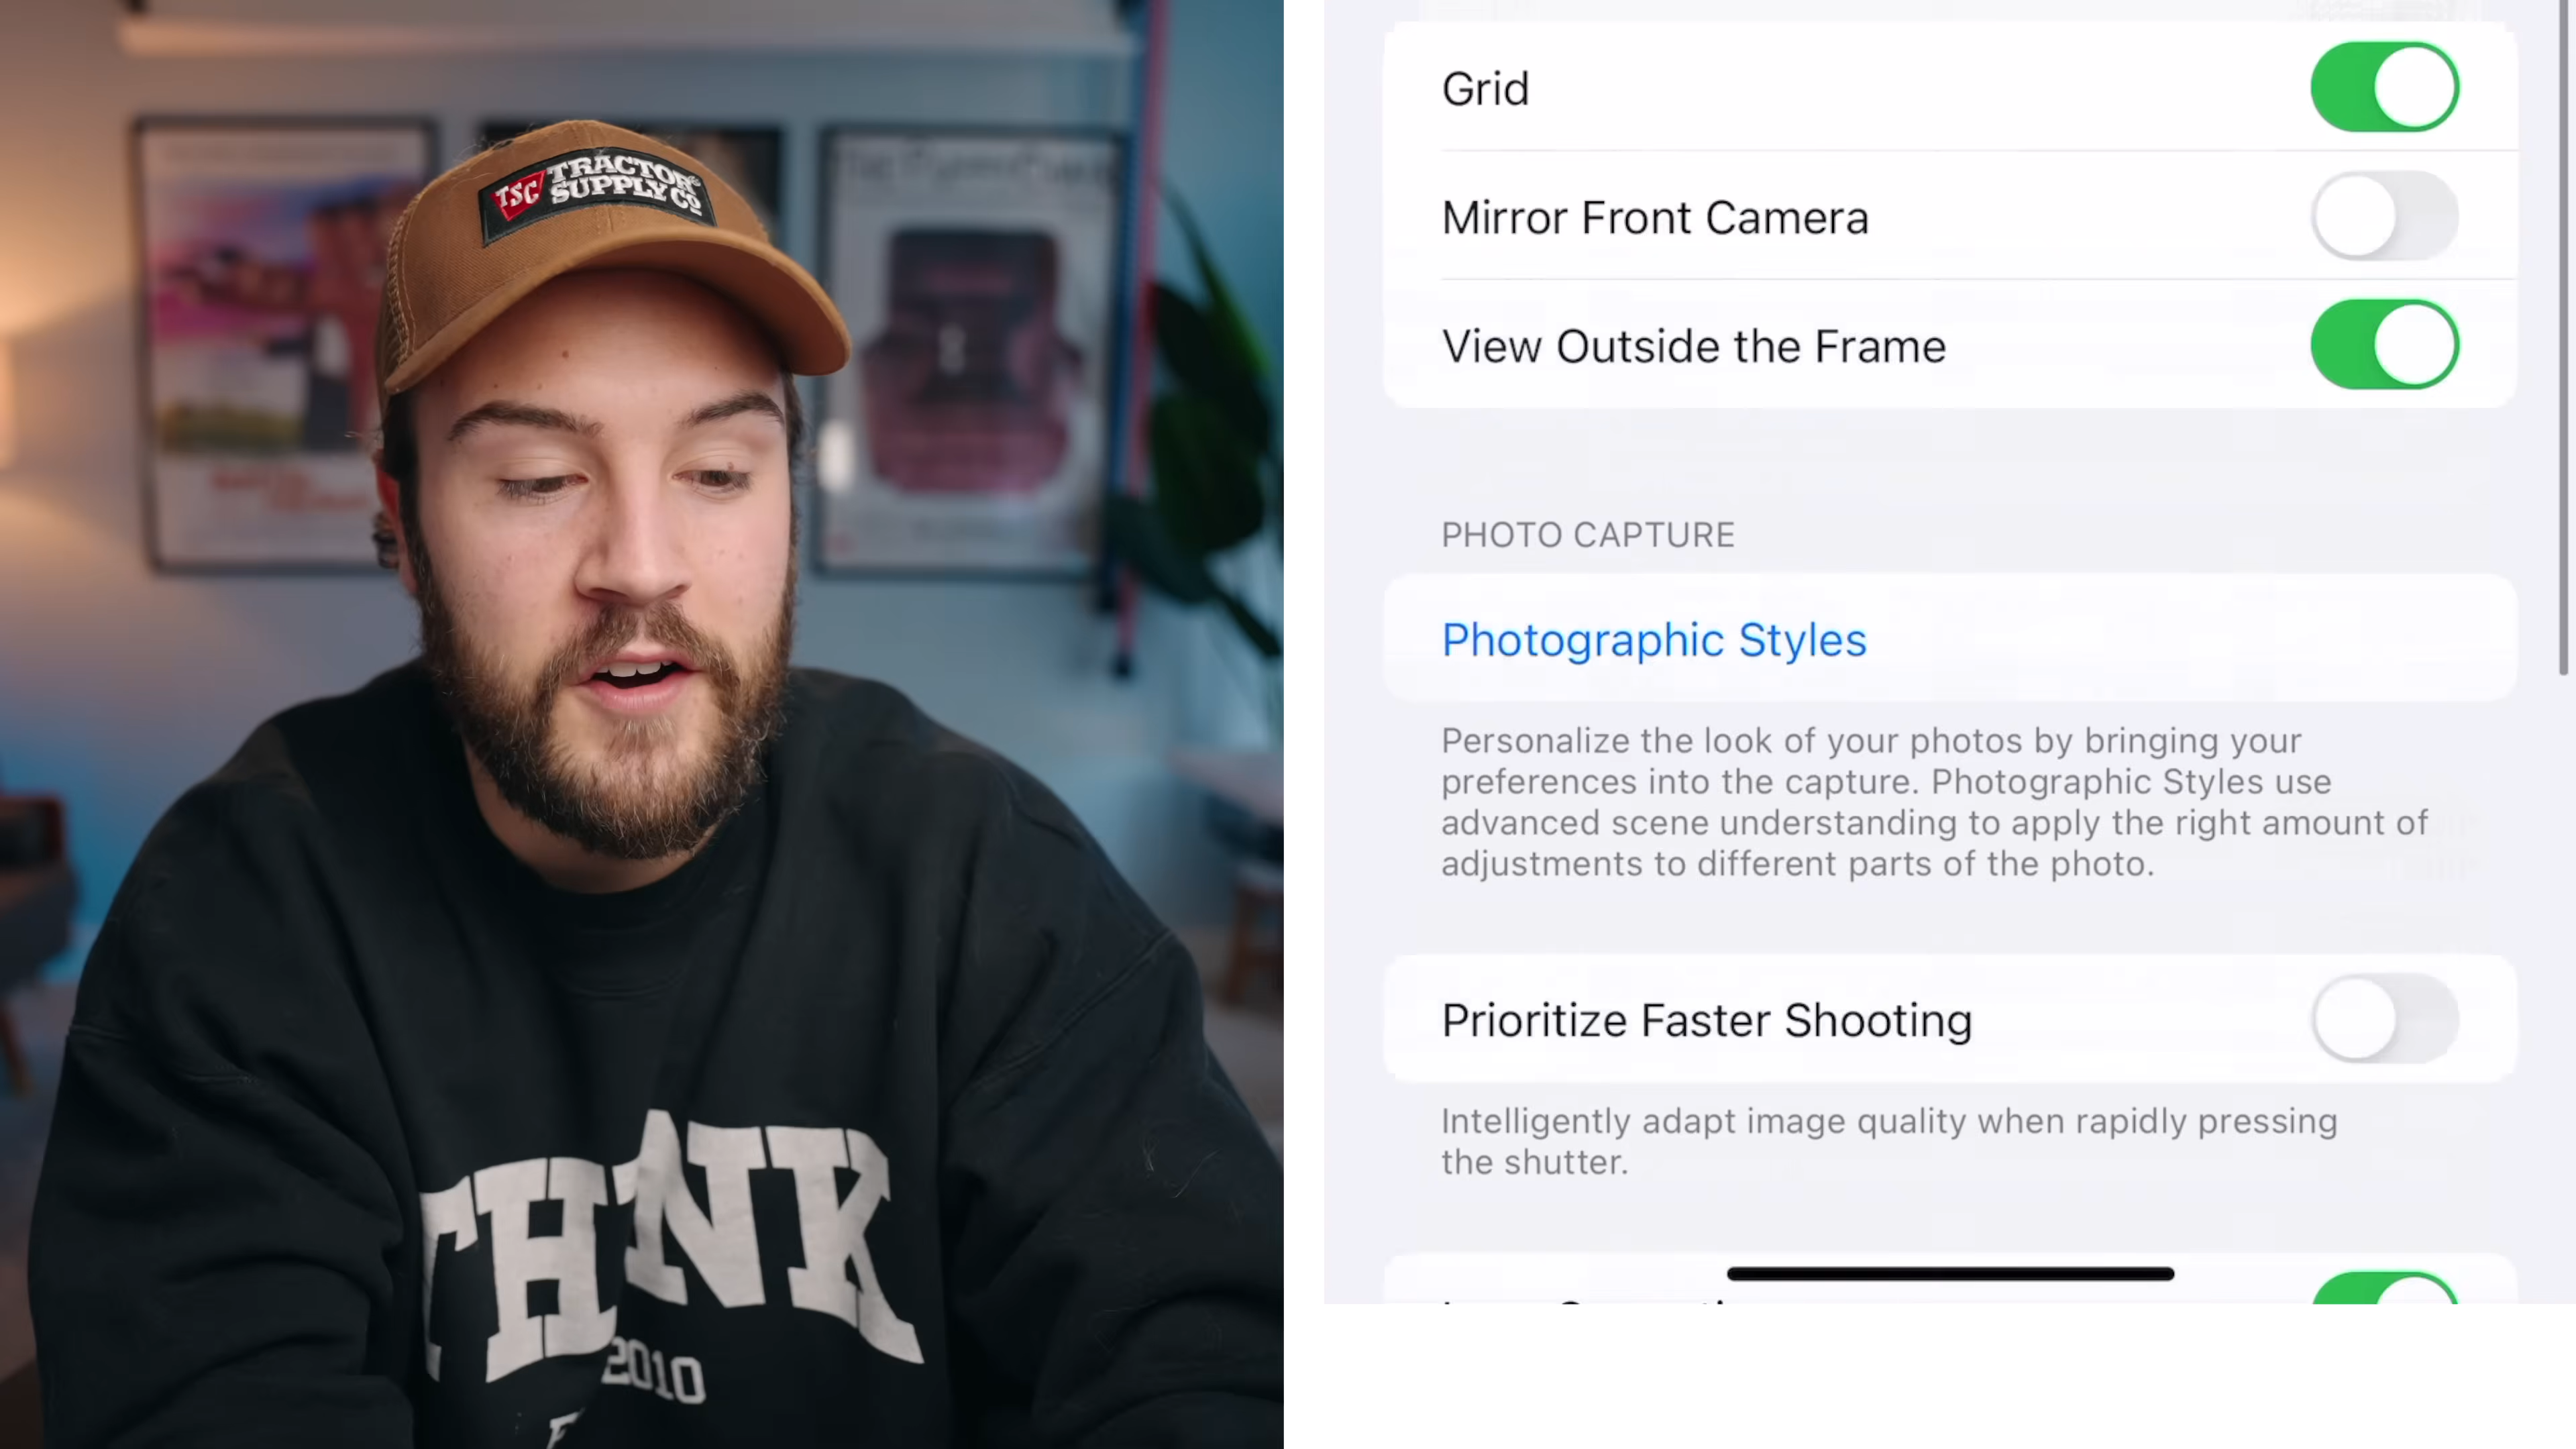 TSC TRACTOR
SUPPLY CO
THINK
2010
Grid
Mirror Front Camera
View Outside the Frame
PHOTO CAPTURE
Photographic Styles
Personalize the look of your photos by bringing your
preferences into the capture. Photographic Styles use
advanced scene understanding to apply the right amount of
adjustments to different parts of the photo.
Prioritize Faster Shooting
Intelligently adapt image quality when rapidly pressing
the shutter.